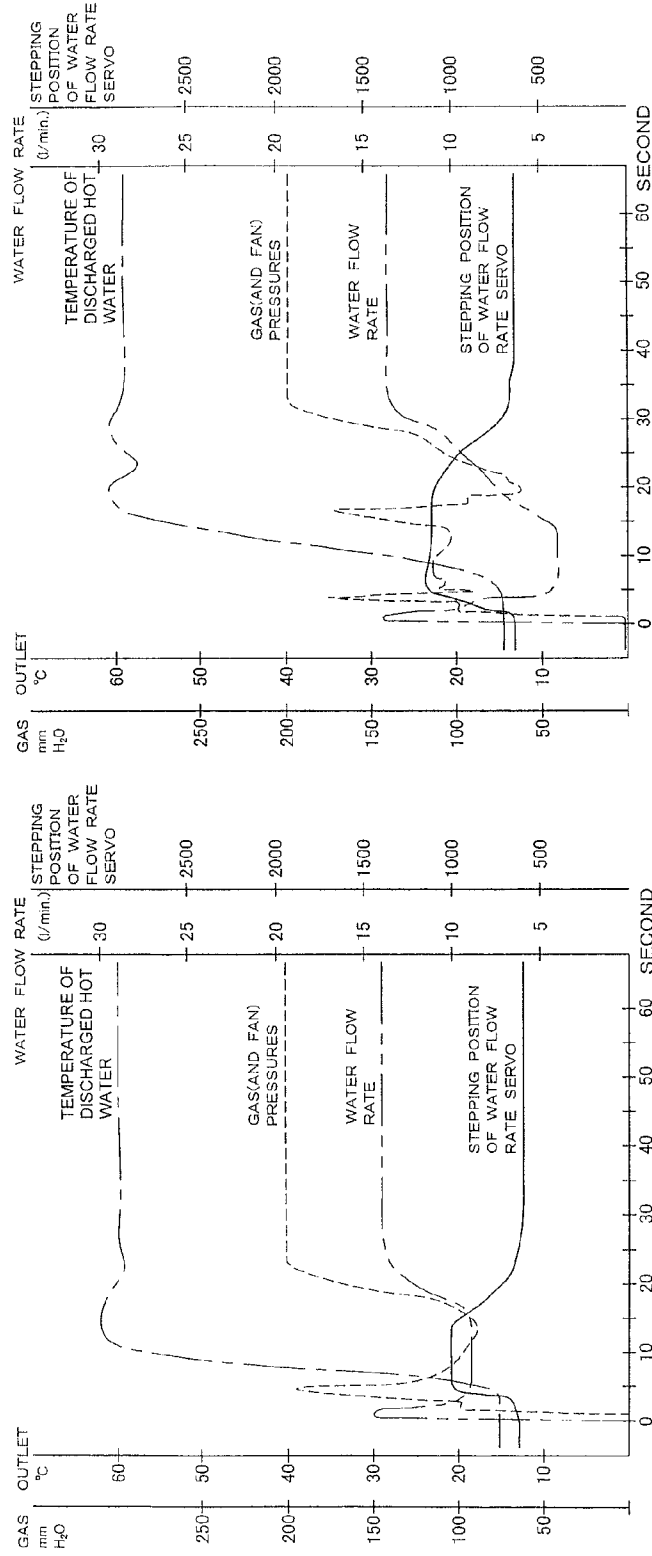 WATER FLOW RATE
GAS
mm
H₂O
OUTLET
°C
(l/min.)
STEPPING
POSITION
OF WATER
FLOW RATE
SERVO
TEMPERATURE OF
DISCHARGED HOT
WATER
GAS(AND FAN)
PRESSURES
WATER FLOW
RATE
STEPPING POSITION
OF WATER FLOW
RATE SERVO
250
200
150
100
50
60
50
40
30
20
10
30
25
20
15
10
5
2500
2000
1500
1000
500
0
10
20
30
40
50
60
SECOND
WATER FLOW RATE
GAS
mm
H₂O
OUTLET
°C
(l/min.)
STEPPING
POSITION
OF WATER
FLOW RATE
SERVO
TEMPERATURE OF
DISCHARGED HOT
WATER
GAS(AND FAN)
PRESSURES
WATER FLOW
RATE
STEPPING POSITION
OF WATER FLOW
RATE SERVO
250
200
150
100
50
60
50
40
30
20
10
30
25
20
15
10
5
2500
2000
1500
1000
500
0
10
20
30
40
50
60
SECOND